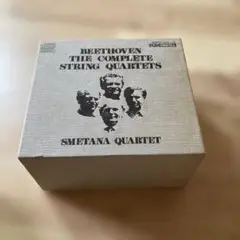 BEETHOVEN
THE COMPLETE
STRING QUARTETS
SMETANA QUARTET